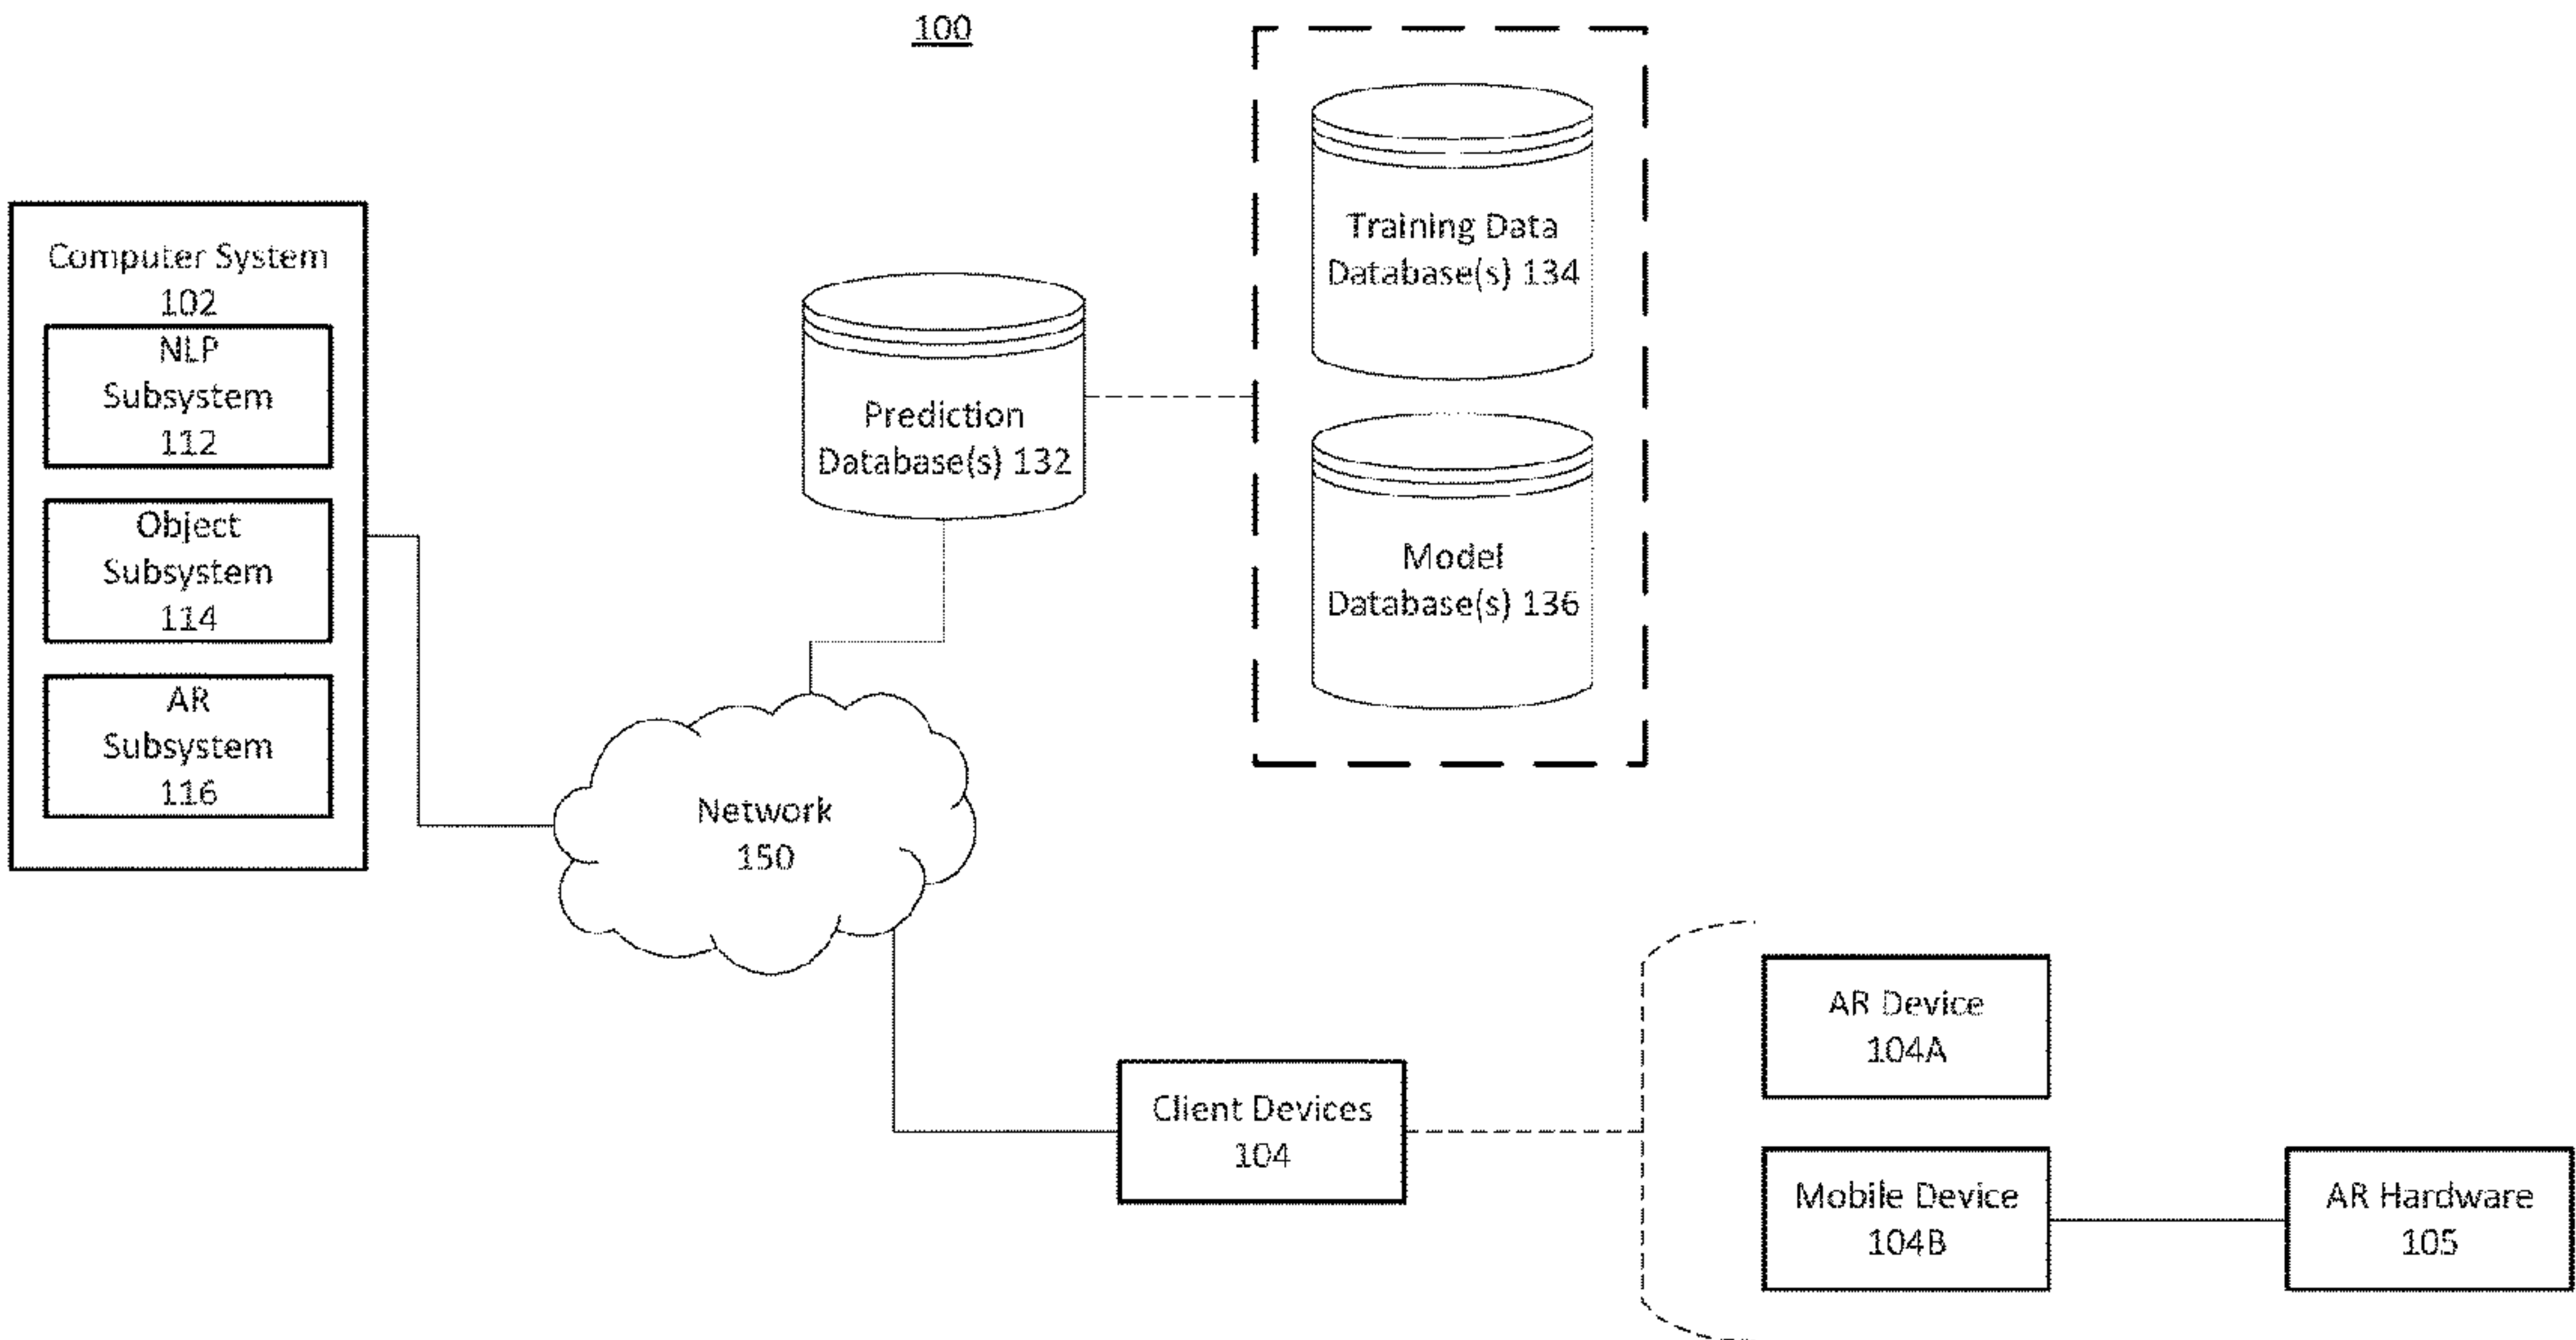 100
Computer System
102
NLP
Subsystem
112
Object
Subsystem
114
AR
Subsystem
116
Prediction
Database(s) 132
Training Data
Database(s) 134
Model
Database(s) 136
Network
150
Client Devices
104
AR Device
104A
Mobile Device
104B
AR Hardware
105